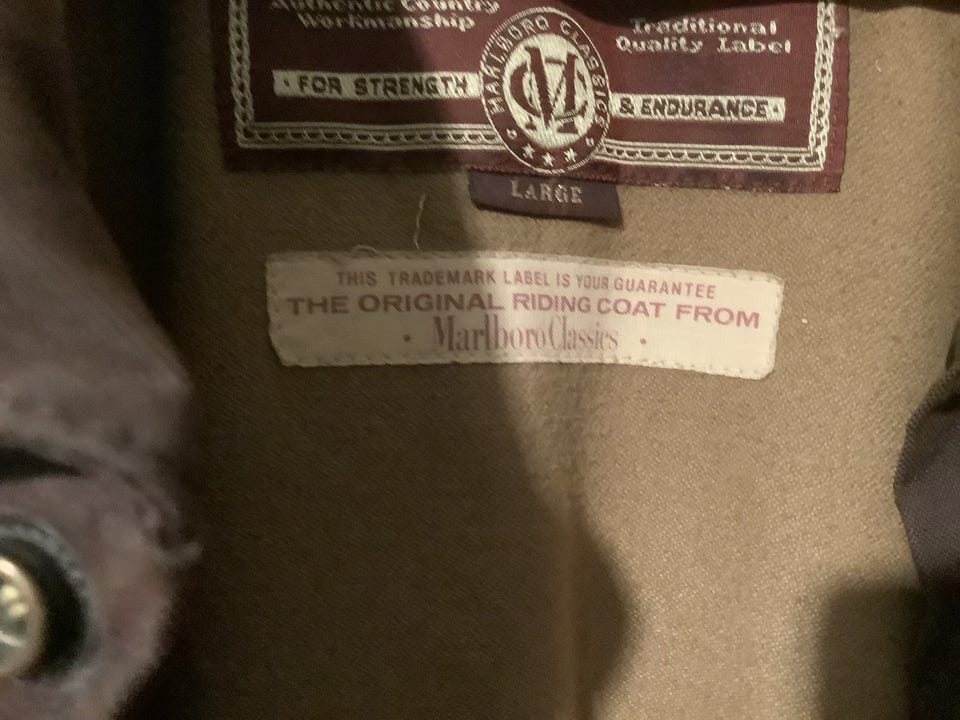 Authentic Country
Workmanship
Traditional
Quality Label
· FOR STRENGTH
MARLBORO CLASSICS
MC
& ENDURANCE ·
LARGE
THIS TRADEMARK LABEL IS YOUR GUARANTEE
THE ORIGINAL RIDING COAT FROM
· Marlboro Classics ·